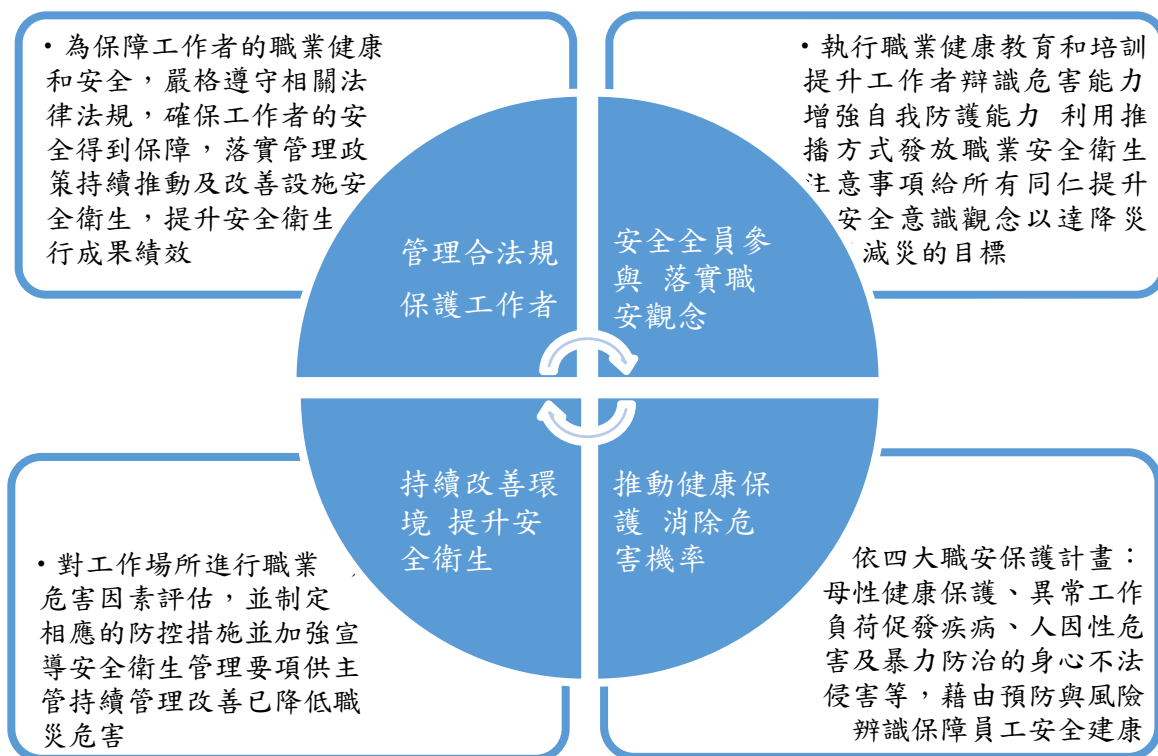 • 為保障工作者的職業健康
和安全，嚴格遵守相關法
律法規，確保工作者的安
全得到保障，落實管理政
策持續推動及改善設施安
全衛生，提升安全衛生
行成果績效
• 執行職業健康教育和培訓
提升工作者辯識危害能力
增強自我防護能力 利用推
播方式發放職業安全衛生
注意事項給所有同仁提升
安全意識觀念以達降災
減災的目標
管理合法規
保護工作者
安全全員參
與 落實職
安觀念
持續改善環
境 提升安
全衛生
推動健康保
護 消除危
害機率
• 對工作場所進行職業
危害因素評估，並制定
相應的防控措施並加強宣
導安全衛生管理要項供主
管持續管理改善已降低職
災危害
依四大職安保護計畫：
母性健康保護、異常工作
負荷促發疾病、人因性危
害及暴力防治的身心不法
侵害等，藉由預防與風險
辨識保障員工安全建康